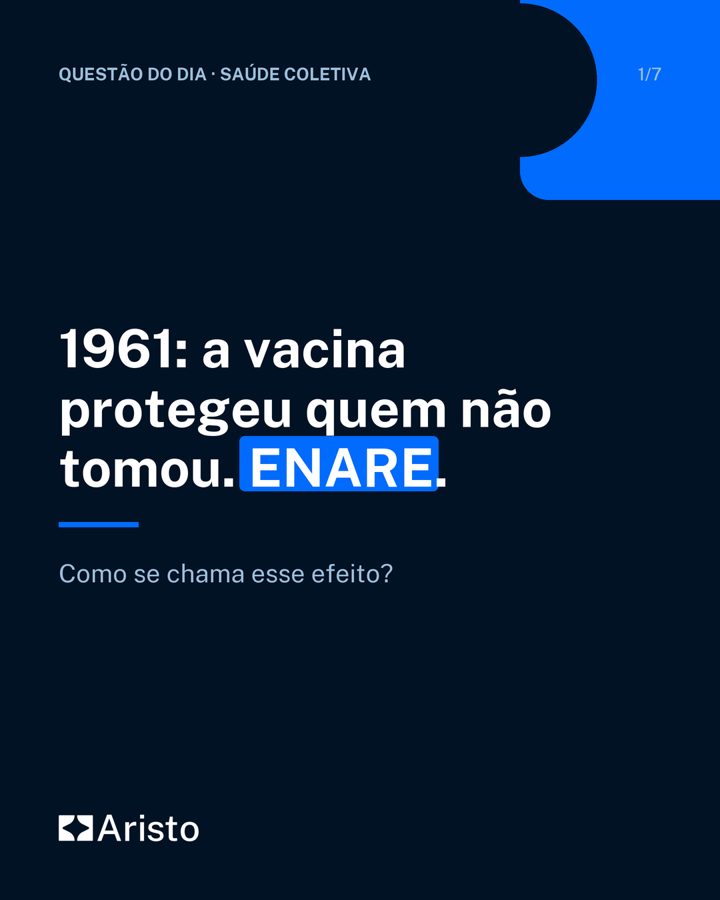 QUESTÃO DO DIA · SAÚDE COLETIVA
1/7
1961: a vacina
protegeu quem não
tomou. ENARE.
Como se chama esse efeito?
Aristo